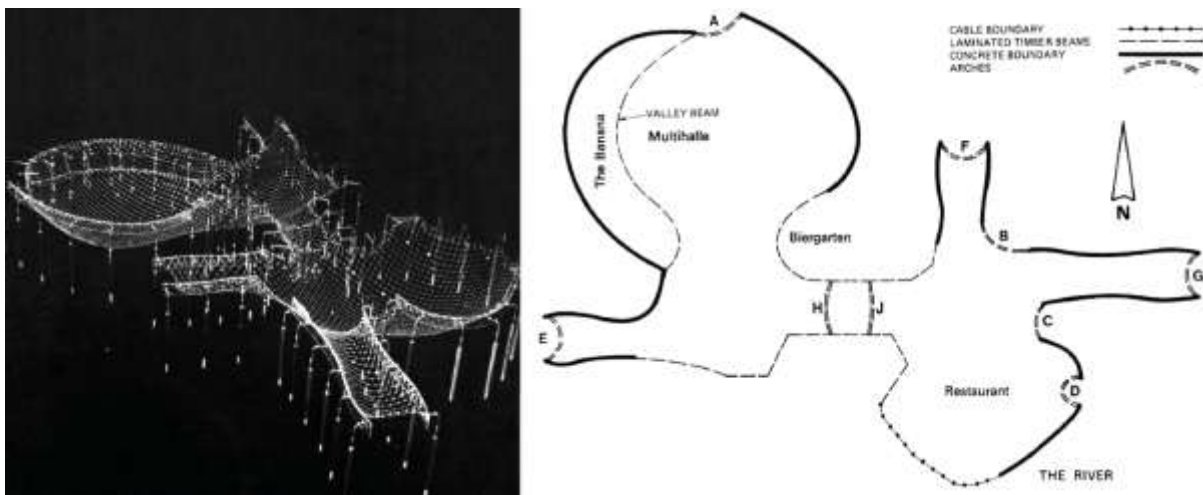 A
CABLE BOUNDARY
LAMINATED TIMBER BEAMS
CONCRETE BOUNDARY
ARCHES
VALLEY BEAM
Multihalle
The Banana
F
N
B
Biergarten
G
H
J
C
E
D
Restaurant
THE RIVER